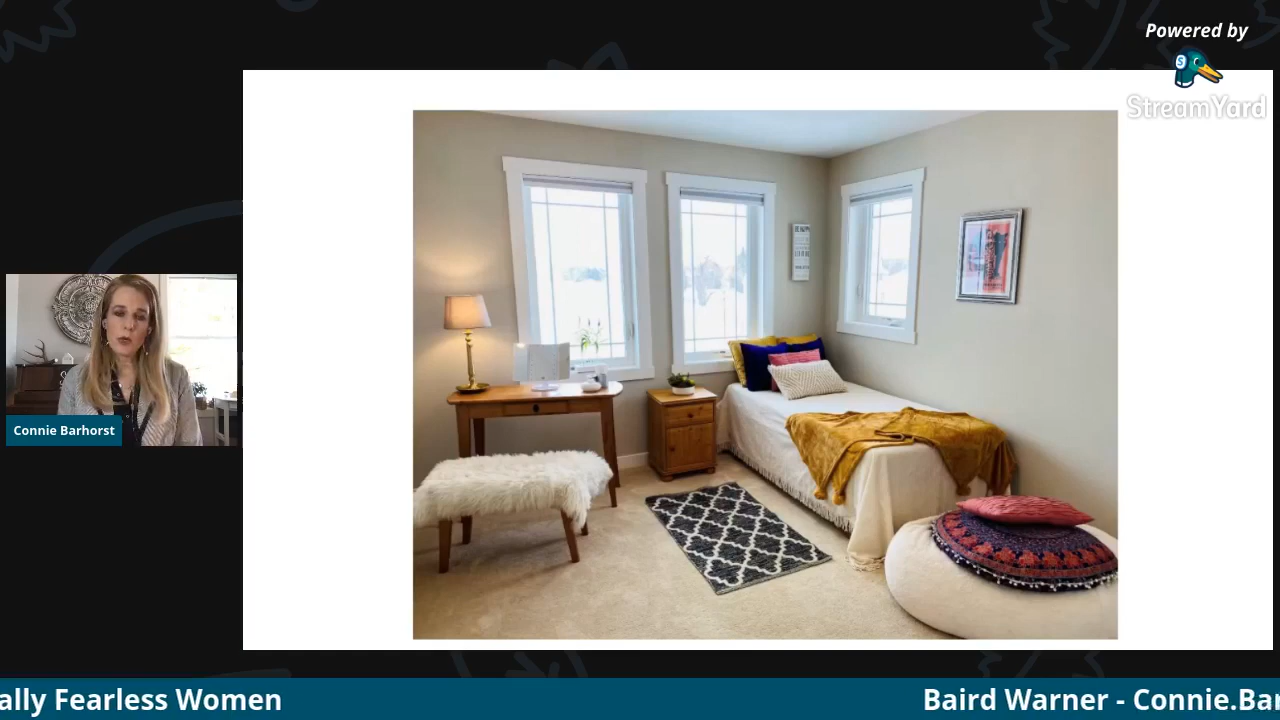 Powered by
StreamYard
Connie Barhorst
ally Fearless Women
Baird Warner - Connie.Bar